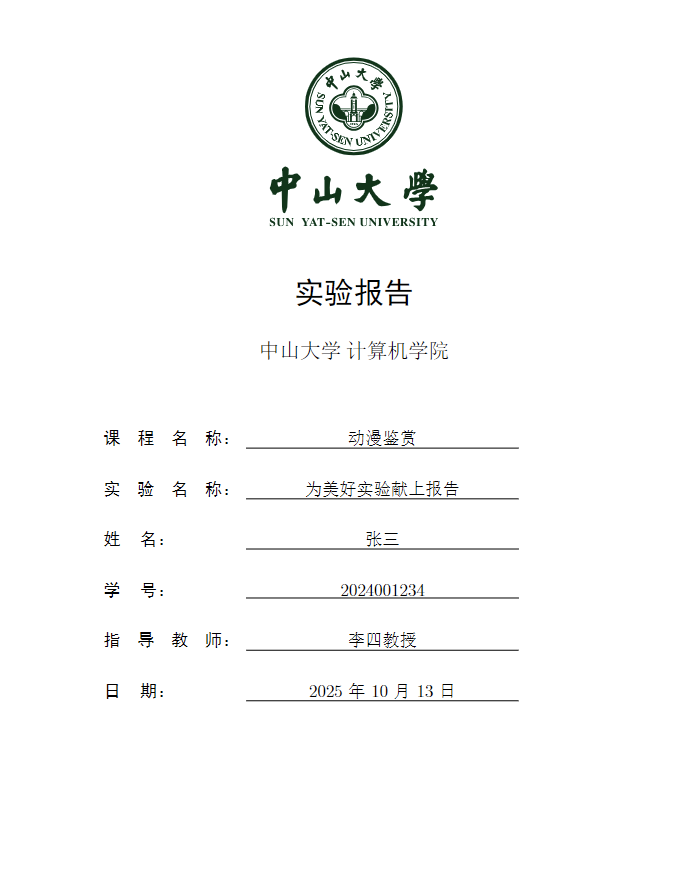 中山大学
SUN YAT-SEN UNIVERSITY
中山大學
SUN YAT-SEN UNIVERSITY
实验报告
中山大学 计算机学院
课 程 名 称： 动漫鉴赏
实 验 名 称： 为美好实验献上报告
姓 名： 张三
学 号： 2024001234
指 导 教 师： 李四教授
日 期： 2025 年 10 月 13 日